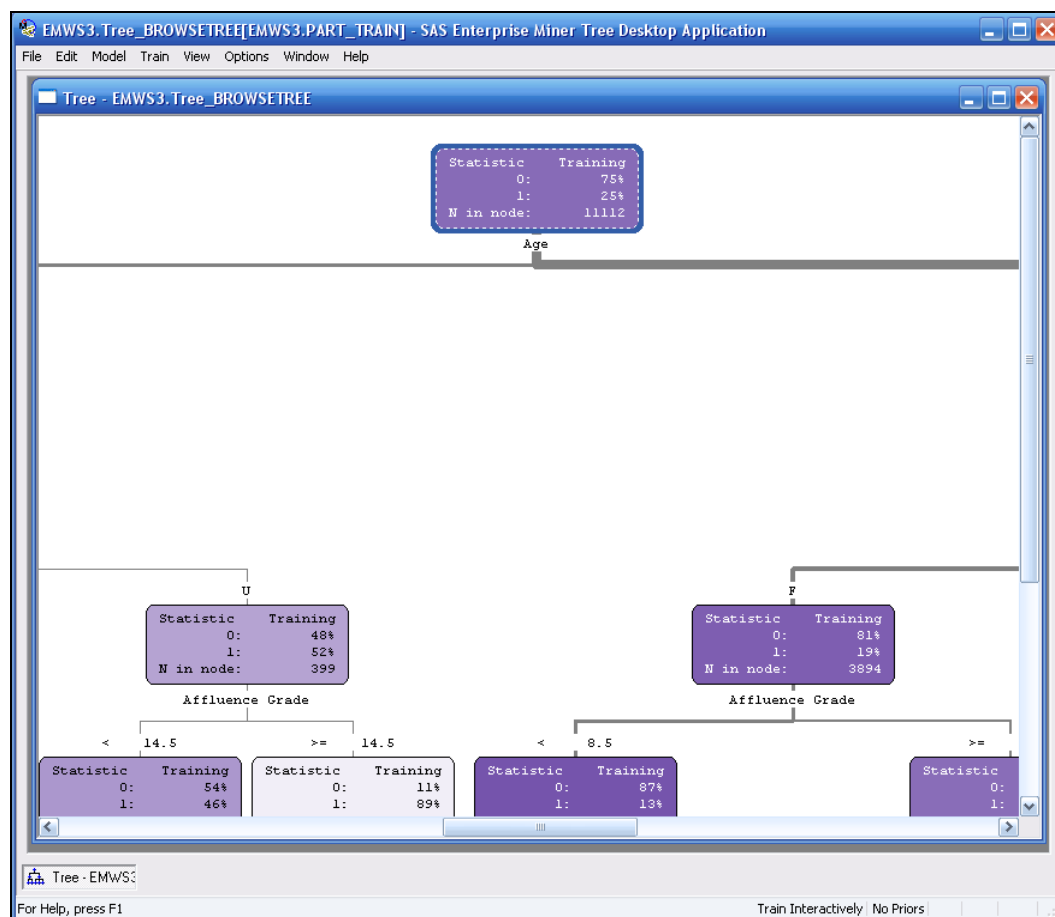 EMWS3.Tree_BROWSETREE[EMWS3.PART_TRAIN] - SAS Enterprise Miner Tree Desktop Application
File Edit Model Train View Options Window Help
Tree - EMWS3.Tree_BROWSETREE
Statistic Training
0: 75%
1: 25%
N in node: 11112
Age
U
Statistic Training
0: 48%
1: 52%
N in node: 399
Affluence Grade
< 14.5 >= 14.5
F
Statistic Training
0: 81%
1: 19%
N in node: 3894
Affluence Grade
< 8.5 >=
Statistic Training
0: 54%
1: 46%
Statistic Training
0: 11%
1: 89%
Statistic Training
0: 87%
1: 13%
Statistic
0:
1:
Tree - EMWS3
For Help, press F1 Train Interactively No Priors